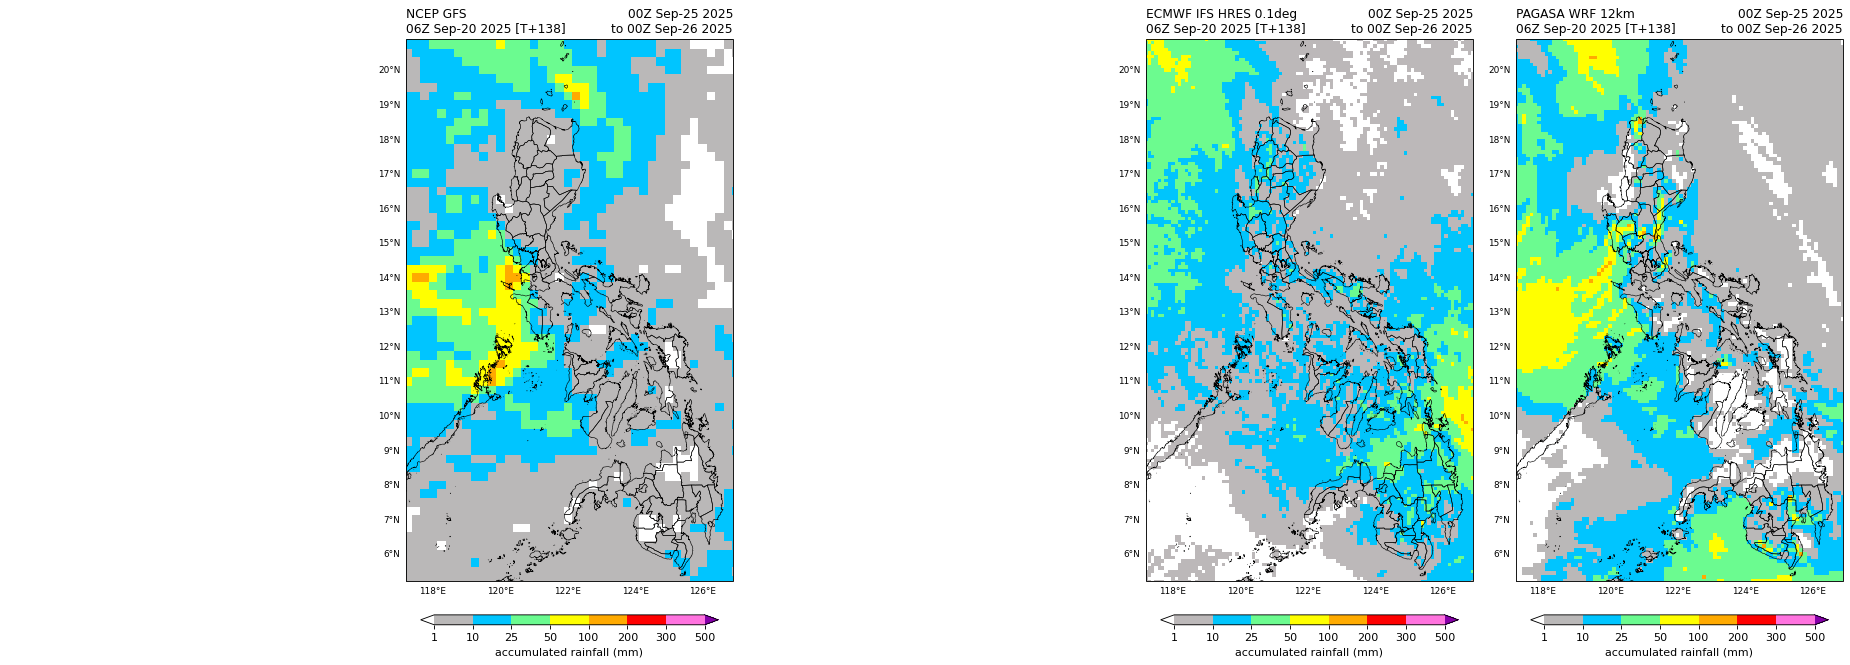 NCEP GFS 00Z Sep-25 2025
06Z Sep-20 2025 [T+138] to 00Z Sep-26 2025
20°N
19°N
18°N
17°N
16°N
15°N
14°N
13°N
12°N
11°N
10°N
9°N
8°N
7°N
6°N
118°E 120°E 122°E 124°E 126°E
1 10 25 50 100 200 300 500
accumulated rainfall (mm)
ECMWF IFS HRES 0.1deg 00Z Sep-25 2025
06Z Sep-20 2025 [T+138] to 00Z Sep-26 2025
20°N
19°N
18°N
17°N
16°N
15°N
14°N
13°N
12°N
11°N
10°N
9°N
8°N
7°N
6°N
118°E 120°E 122°E 124°E 126°E
1 10 25 50 100 200 300 500
accumulated rainfall (mm)
PAGASA WRF 12km 00Z Sep-25 2025
06Z Sep-20 2025 [T+138] to 00Z Sep-26 2025
20°N
19°N
18°N
17°N
16°N
15°N
14°N
13°N
12°N
11°N
10°N
9°N
8°N
7°N
6°N
118°E 120°E 122°E 124°E 126°E
1 10 25 50 100 200 300 500
accumulated rainfall (mm)